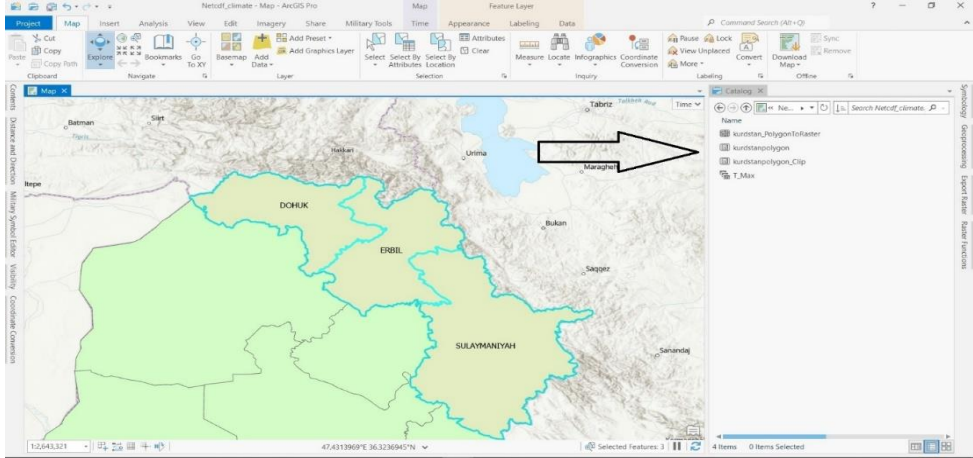 Netcdf_climate - Map - ArcGIS Pro
Map
Feature Layer
?
Project Map Insert Analysis View Edit Imagery Share Military Tools Time Appearance Labeling Data
Command Search (Alt+Q)
Paste
Cut
Copy
Copy Path
Clipboard
Explore
Bookmarks
Go To XY
Navigate
Basemap
Add Data
Add Preset
Add Graphics Layer
Layer
Select
Select By Attributes
Select By Location
Attributes
Clear
Selection
Measure
Locate
Infographics
Coordinate Conversion
Inquiry
Pause
Lock
View Unplaced
More
Convert
Labeling
Download Map
Sync
Remove
Offline
Contents
Distance and Direction
Military Symbol Editor
Visibility
Coordinate Conversion
Map
Time
Batman
Siirt
Tigris
Hakkari
Urima
Tabriz
Maragheh
Itepe
DOHUK
ERBIL
SULAYMANIYAH
Bukan
Saqqez
Sanandaj
1:2,643,321
47.4313969°E 36.3236945°N
Selected Features: 3
Catalog
Ne...
Search Netcdf_climate.
Name
kurdstan_PolygonToRaster
kurdstanpolygon
kurdstanpolygon_Clip
T_Max
4 Items 0 Items Selected
Symbology
Geoprocessing
Export Raster
Raster Functions